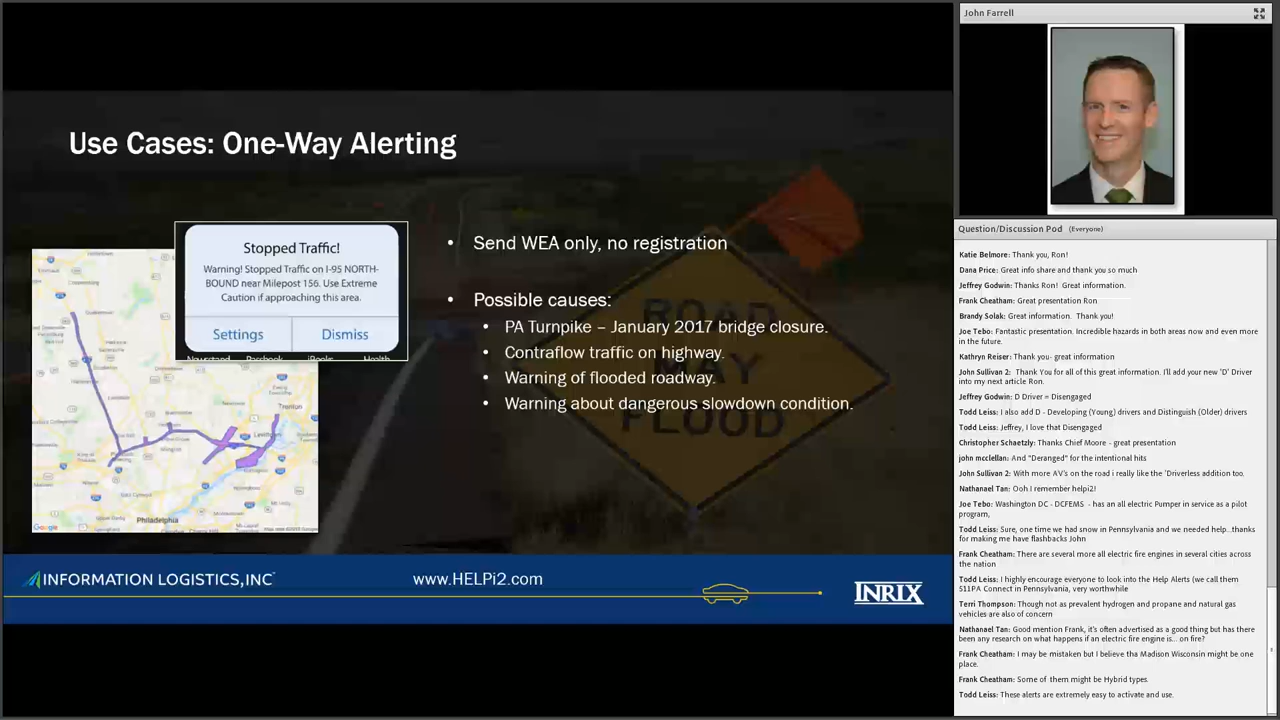 John Farrell
Use Cases: One-Way Alerting
Stopped Traffic!
Warning! Stopped Traffic on I-95 NORTH-
BOUND near Milepost 156. Use Extreme
Caution if approaching this area.
Settings
Dismiss
Newsstand Passbook iBooks Health
Trenton
Philadelphia
Google
• Send WEA only, no registration
• Possible causes:
• PA Turnpike – January 2017 bridge closure.
• Contraflow traffic on highway.
• Warning of flooded roadway.
• Warning about dangerous slowdown condition.
ROAD
MAY
FLOOD
INFORMATION LOGISTICS, INC
www.HELPi2.com
INRIX
Question/Discussion Pod (Everyone)
Katie Belmore: Thank you, Ron!
Dana Price: Great info share and thank you so much
Jeffrey Godwin: Thanks Ron! Great information.
Frank Cheatham: Great presentation Ron
Brandy Solak: Great information. Thank you!
Joe Tebo: Fantastic presentation. Incredible hazards in both areas now and even more
in the future.
Kathryn Reiser: Thank you- great information
John Sullivan 2: Thank You for all of this great information. I'll add your new 'D' Driver
into my next article Ron.
Jeffrey Godwin: D Driver = Disengaged
Todd Leiss: I also add D - Developing (Young) drivers and Distinguish (Older) drivers
Todd Leiss: Jeffrey, I love that Disengaged
Christopher Schaetzly: Thanks Chief Moore - great presentation
john mcclellan: And "Deranged" for the intentional hits
John Sullivan 2: With more AV's on the road i really like the 'Driverless addition too.
Nathanael Tan: Ooh I remember helpi2!
Joe Tebo: Washington DC - DCFEMS - has an all electric Pumper in service as a pilot
program,
Todd Leiss: Sure, one time we had snow in Pennsylvania and we needed help...thanks
for making me have flashbacks John
Frank Cheatham: There are several more all electric fire engines in several cities across
the nation
Todd Leiss: I highly encourage everyone to look into the Help Alerts (we call them
511PA Connect in Pennsylvania, very worthwhile
Terri Thompson: Though not as prevalent hydrogen and propane and natural gas
vehicles are also of concern
Nathanael Tan: Good mention Frank, it's often advertised as a good thing but has there
been any research on what happens if an electric fire engine is... on fire?
Frank Cheatham: I may be mistaken but I believe tha Madison Wisconsin might be one
place.
Frank Cheatham: Some of them might be Hybrid types.
Todd Leiss: These alerts are extremely easy to activate and use.